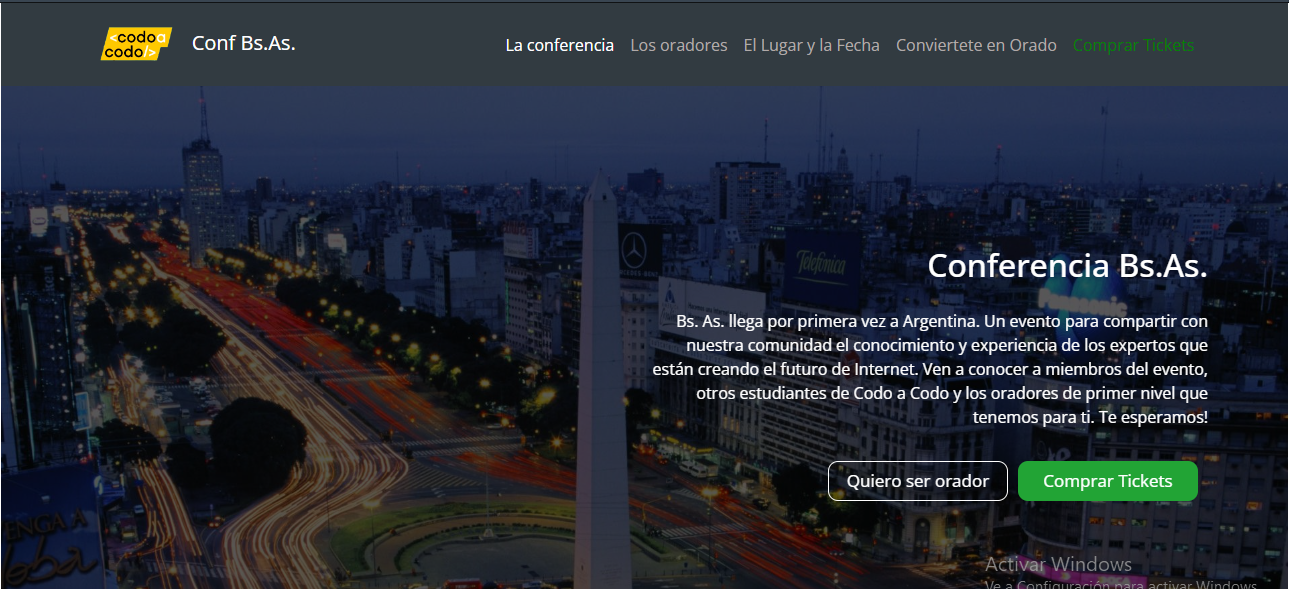 <codo a
codo/>
Conf Bs.As.
La conferencia
Los oradores
El Lugar y la Fecha
Conviertete en Orado
Comprar Tickets
MERCEDES BENZ
Telefónica
Conferencia Bs.As.
Bs. As. llega por primera vez a Argentina. Un evento para compartir con
nuestra comunidad el conocimiento y experiencia de los expertos que
están creando el futuro de Internet. Ven a conocer a miembros del evento,
otros estudiantes de Codo a Codo y los oradores de primer nivel que
tenemos para ti. Te esperamos!
Quiero ser orador
Comprar Tickets
VENGA A
Activar Windows
Ve a Configuración para activar Windows